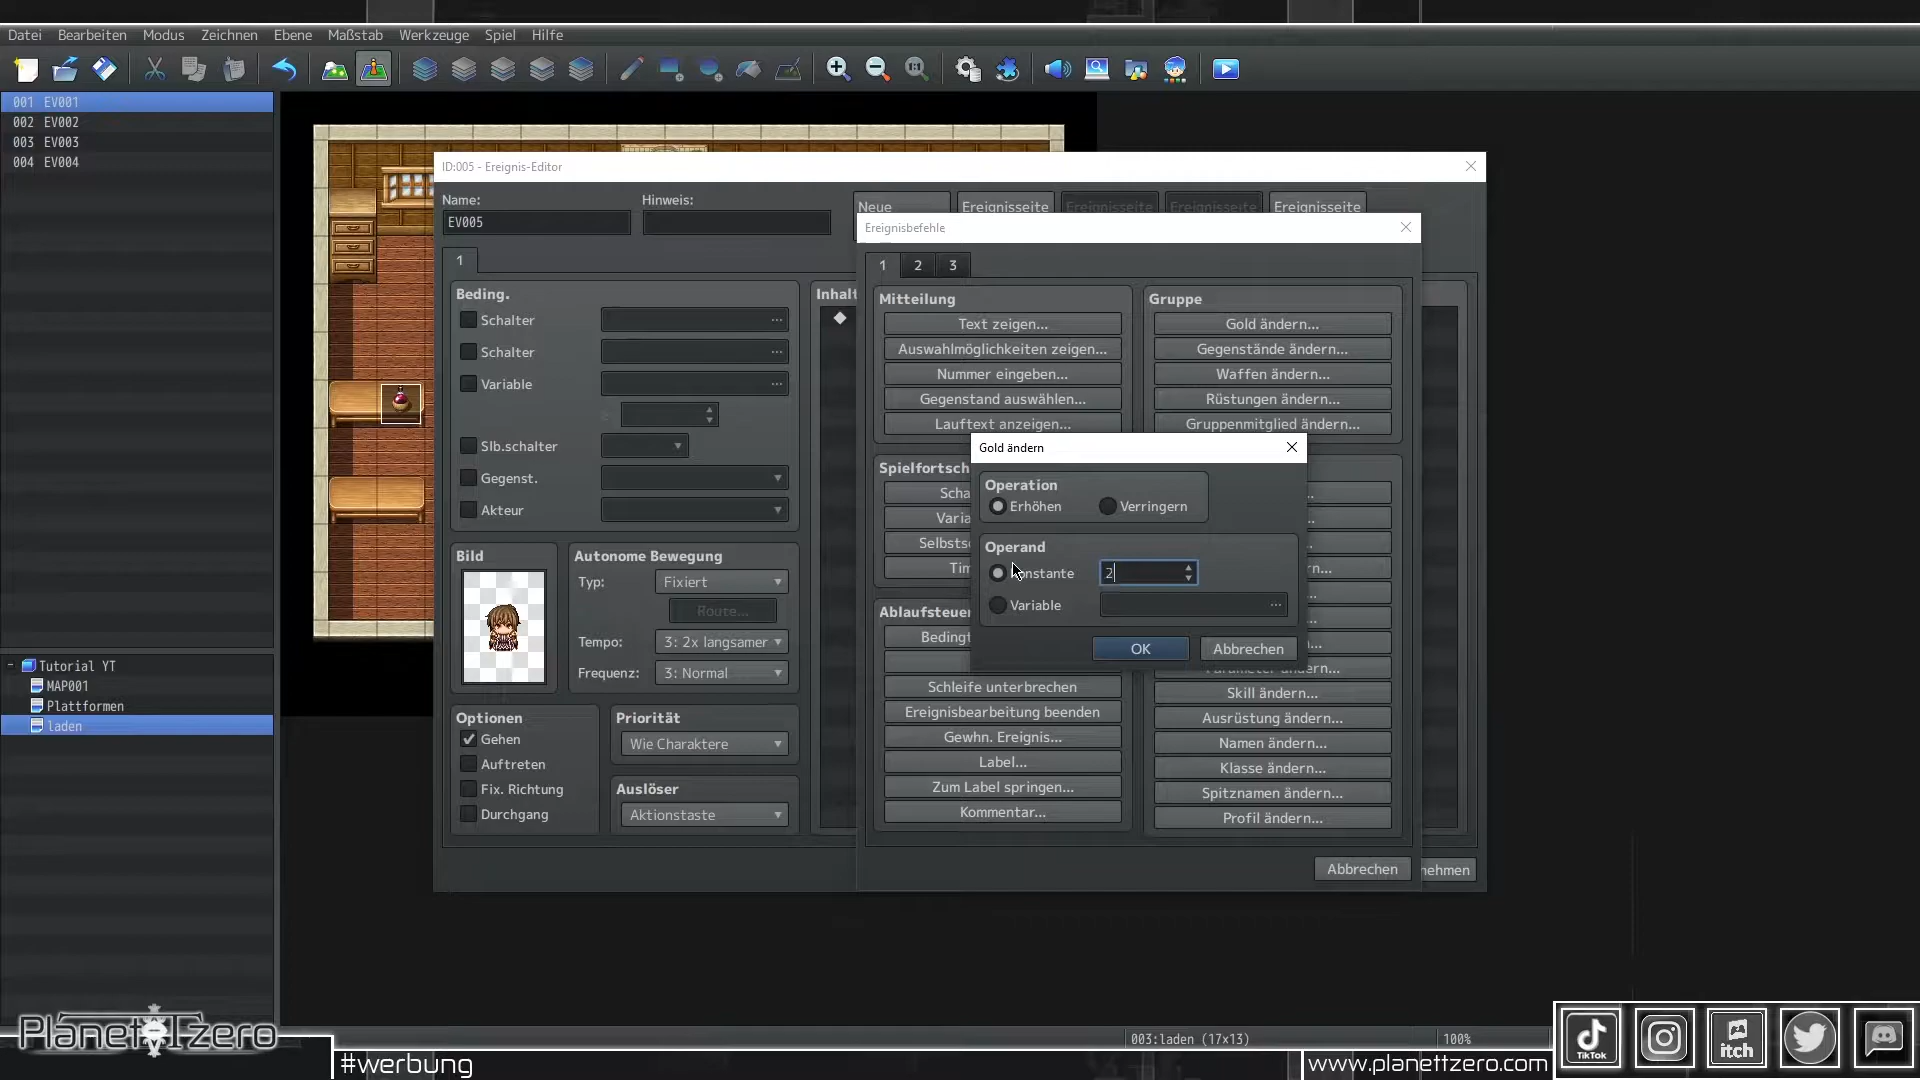 Datei Bearbeiten Modus Zeichnen Ebene Maßstab Werkzeuge Spiel Hilfe
001 EV001
002 EV002
003 EV003
004 EV004
Tutorial YT
MAP001
Plattformen
laden
ID:005 - Ereignis-Editor
Name:
EV005
Hinweis:
Neue
Ereignisseite
Ereignisseite
Ereignisseite
Ereignisseite
1
Beding.
Schalter
Schalter
Variable
Slb.schalter
Gegenst.
Akteur
Bild
Autonome Bewegung
Typ: Fixiert
Route...
Tempo: 3: 2x langsamer
Frequenz: 3: Normal
Optionen
Gehen
Auftreten
Fix. Richtung
Durchgang
Priorität
Wie Charaktere
Auslöser
Aktionstaste
Inhalt
Ereignisbefehle
1 2 3
Mitteilung
Text zeigen...
Auswahlmöglichkeiten zeigen...
Nummer eingeben...
Gegenstand auswählen...
Lauftext anzeigen...
Spielfortsch
Scha
Varia
Selbstsc
Tim
Ablaufsteuer
Bedingt
Schleife unterbrechen
Ereignisbearbeitung beenden
Gewhn. Ereignis...
Label...
Zum Label springen...
Kommentar...
Gruppe
Gold ändern...
Gegenstände ändern...
Waffen ändern...
Rüstungen ändern...
Gruppenmitglied ändern...
Skill ändern...
Ausrüstung ändern...
Namen ändern...
Klasse ändern...
Spitznamen ändern...
Profil ändern...
Abbrechen
nehmen
Gold ändern
Operation
Erhöhen Verringern
Operand
Konstante 2
Variable
OK Abbrechen
003:laden (17x13) 100%
PlanetTzero
#werbung
www.planettzero.com
TikTok
itch